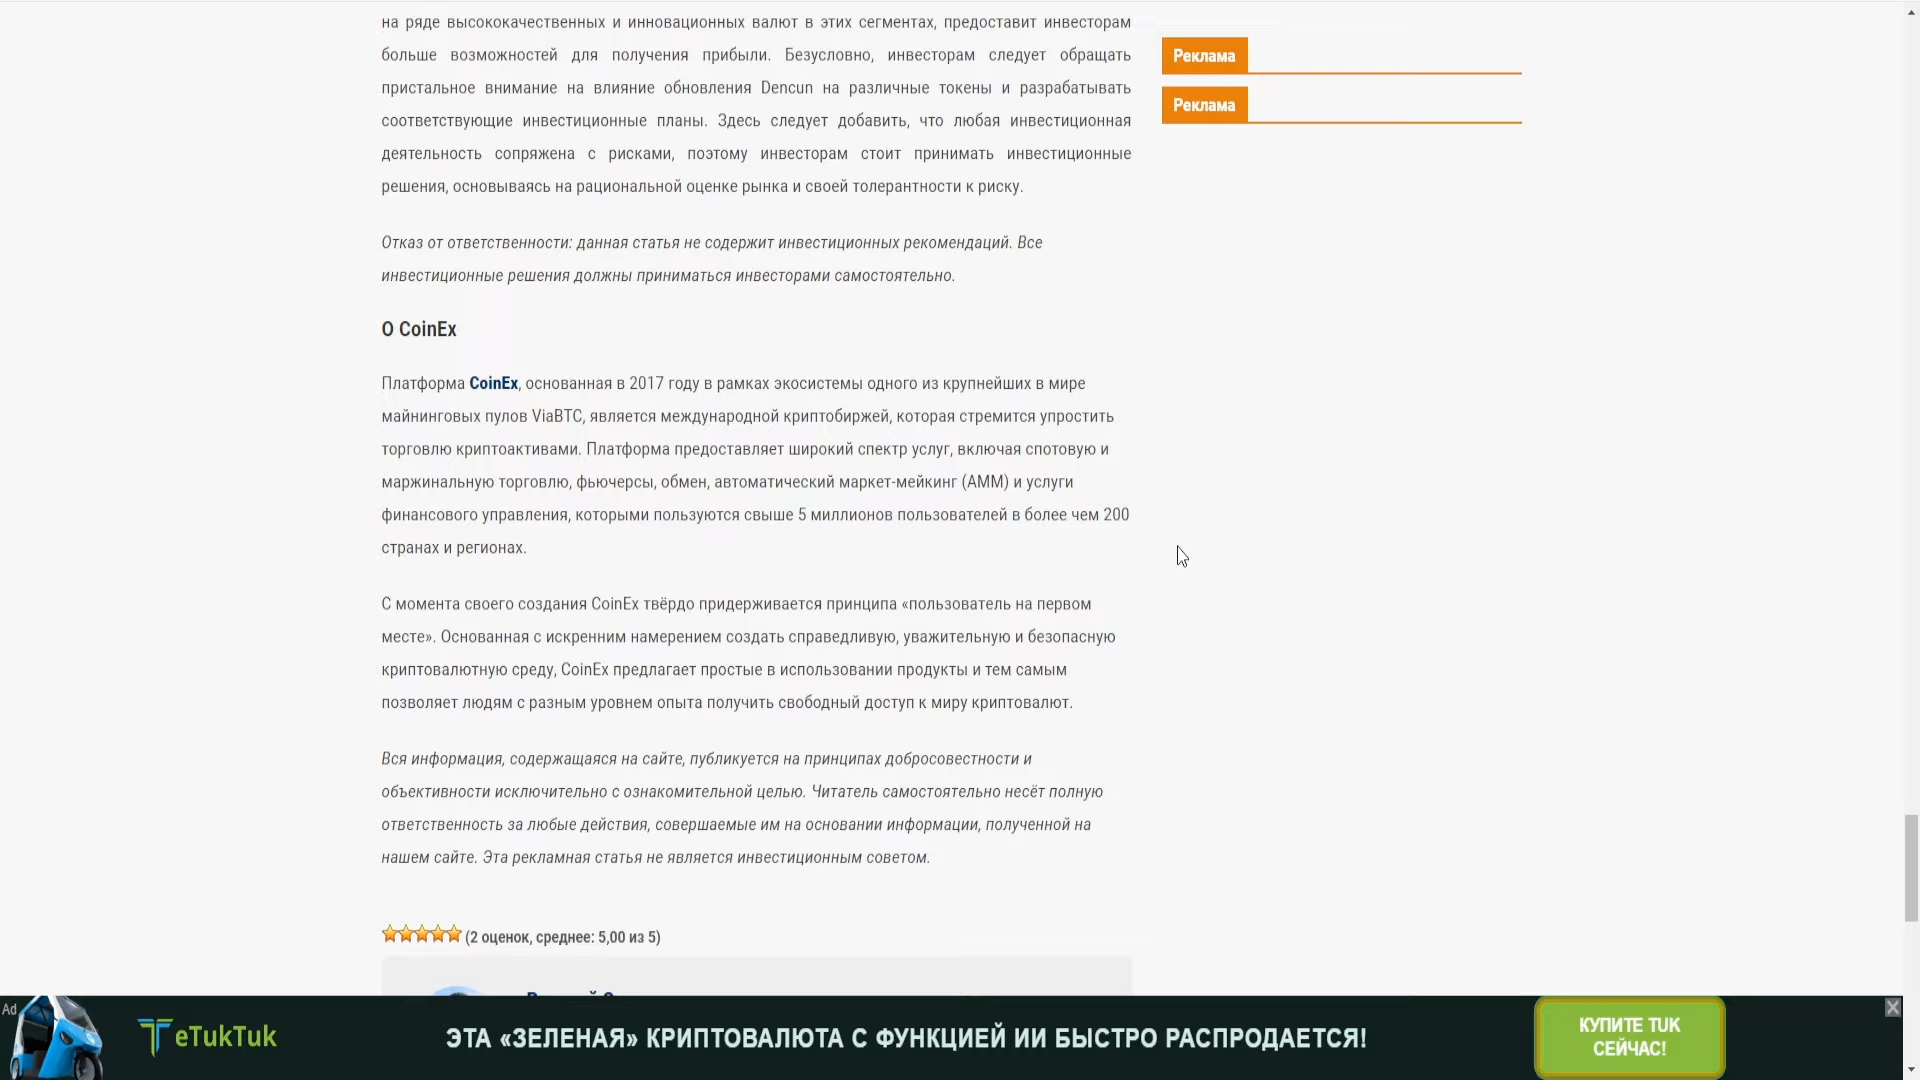 на ряде высококачественных и инновационных валют в этих сегментах, предоставит инвесторам
больше возможностей для получения прибыли. Безусловно, инвесторам следует обращать
пристальное внимание на влияние обновления Dencun на различные токены и разрабатывать
соответствующие инвестиционные планы. Здесь следует добавить, что любая инвестиционная
деятельность сопряжена с рисками, поэтому инвесторам стоит принимать инвестиционные
решения, основываясь на рациональной оценке рынка и своей толерантности к риску.
Отказ от ответственности: данная статья не содержит инвестиционных рекомендаций. Все
инвестиционные решения должны приниматься инвесторами самостоятельно.
О CoinEx
Платформа CoinEx, основанная в 2017 году в рамках экосистемы одного из крупнейших в мире
майнинговых пулов ViaBTC, является международной криптобиржей, которая стремится упростить
торговлю криптоактивами. Платформа предоставляет широкий спектр услуг, включая спотовую и
маржинальную торговлю, фьючерсы, обмен, автоматический маркет-мейкинг (AMM) и услуги
финансового управления, которыми пользуются свыше 5 миллионов пользователей в более чем 200
странах и регионах.
С момента своего создания CoinEx твёрдо придерживается принципа «пользователь на первом
месте». Основанная с искренним намерением создать справедливую, уважительную и безопасную
криптовалютную среду, CoinEx предлагает простые в использовании продукты и тем самым
позволяет людям с разным уровнем опыта получить свободный доступ к миру криптовалют.
Вся информация, содержащаяся на сайте, публикуется на принципах добросовестности и
объективности исключительно с ознакомительной целью. Читатель самостоятельно несёт полную
ответственность за любые действия, совершаемые им на основании информации, полученной на
нашем сайте. Эта рекламная статья не является инвестиционным советом.
(2 оценок, среднее: 5,00 из 5)
Реклама
Реклама
Ad
eTukTuk
ЭТА «ЗЕЛЕНАЯ» КРИПТОВАЛЮТА С ФУНКЦИЕЙ ИИ БЫСТРО РАСПРОДАЕТСЯ!
КУПИТЕ TUK
СЕЙЧАС!